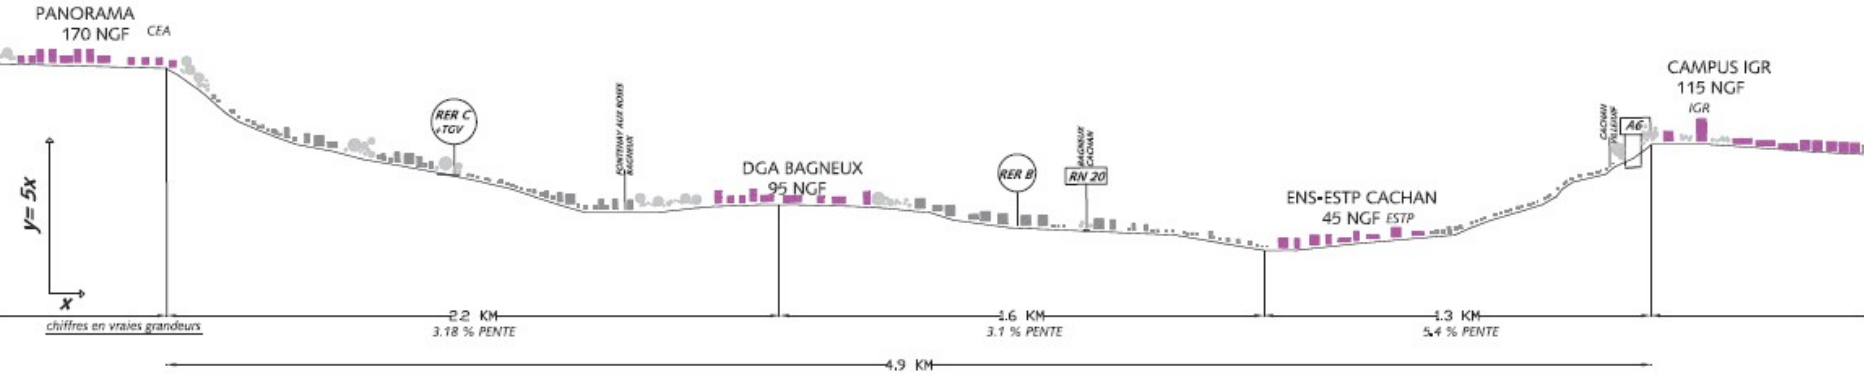 PANORAMA
170 NGF
CEA
RER C
+TGV
FONTENAY AUX ROSES
BAGNEUX
DGA BAGNEUX
95 NGF
RER B
BAGNEUX
CACHAN
RN 20
ENS-ESTP CACHAN
45 NGF ESTP
CACHAN
VILLEJUIF
A6
CAMPUS IGR
115 NGF
IGR
y= 5x
x
chiffres en vraies grandeurs
2.2 KM
3.18 % PENTE
1.6 KM
3.1 % PENTE
1.3 KM
5.4 % PENTE
4.9 KM